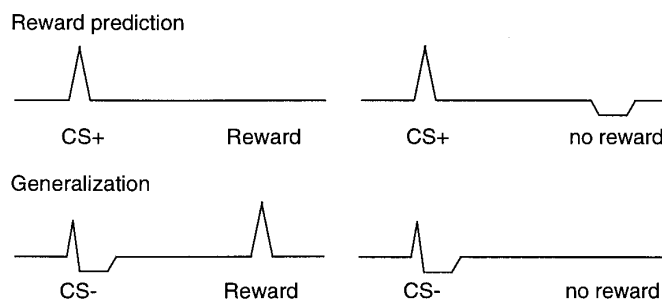 Reward prediction
CS+ Reward CS+ no reward
Generalization
CS- Reward CS- no reward